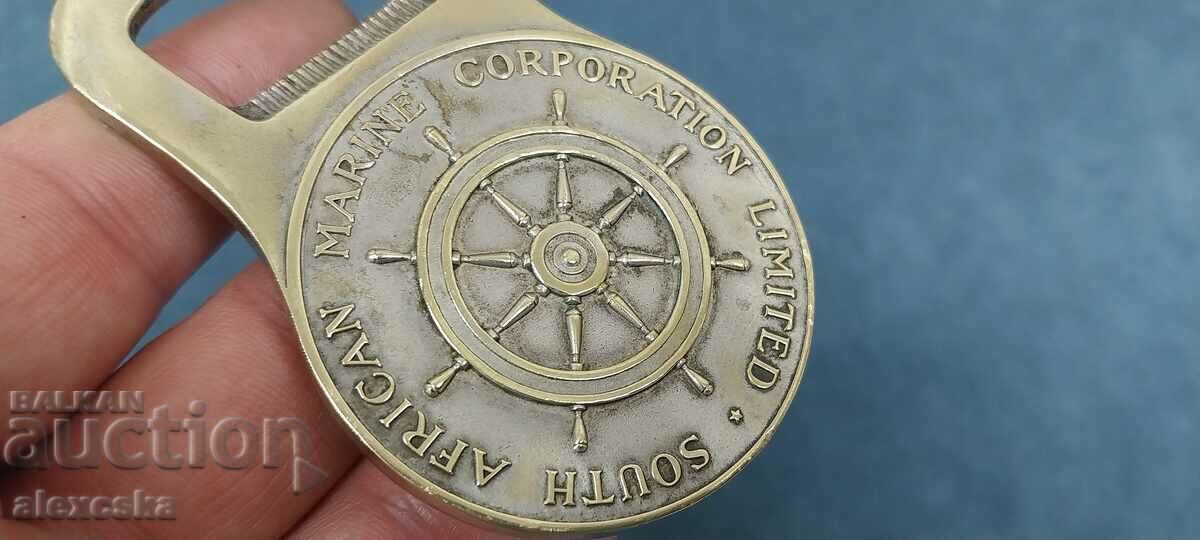 SOUTH AFRICAN MARINE CORPORATION LIMITED ★
BALKAN
auction
alexcska